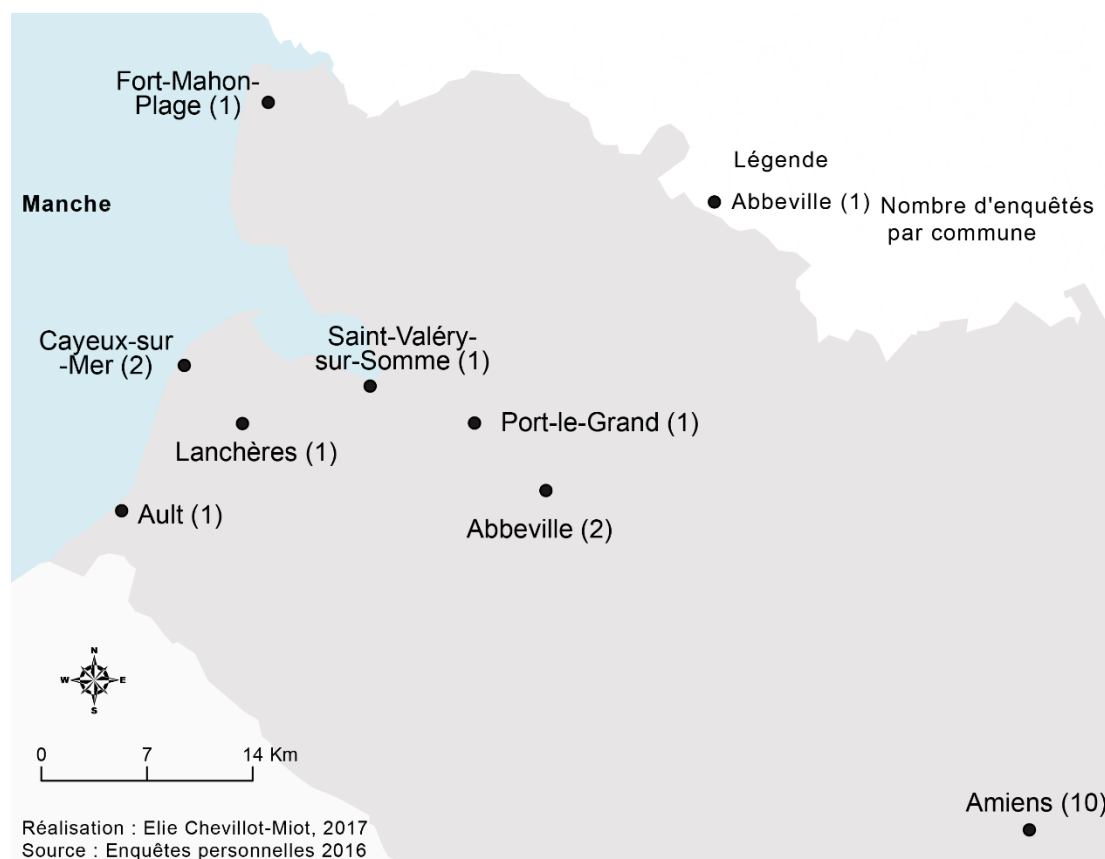 Fort-Mahon-
Plage (1)
Légende
Manche
Abbeville (1)
Nombre d'enquêtés
par commune
Cayeux-sur
-Mer (2)
Saint-Valéry-
sur-Somme (1)
Port-le-Grand (1)
Lanchères (1)
Ault (1)
Abbeville (2)
N
W
E
S
0
7
14 Km
Amiens (10)
Réalisation : Elie Chevillot-Miot, 2017
Source : Enquêtes personnelles 2016